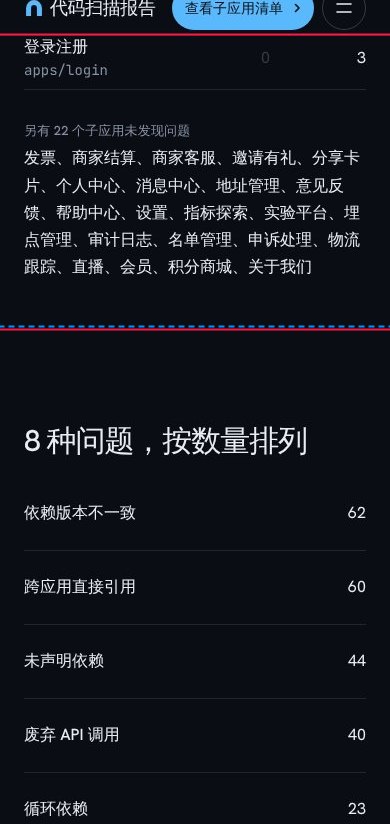 代码扫描报告
查看子应用清单
登录注册
0 3
apps/login
另有 22 个子应用未发现问题
发票、商家结算、商家客服、邀请有礼、分享卡
片、个人中心、消息中心、地址管理、意见反
馈、帮助中心、设置、指标探索、实验平台、埋
点管理、审计日志、名单管理、申诉处理、物流
跟踪、直播、会员、积分商城、关于我们
8 种问题，按数量排列
依赖版本不一致 62
跨应用直接引用 60
未声明依赖 44
废弃 API 调用 40
循环依赖 23